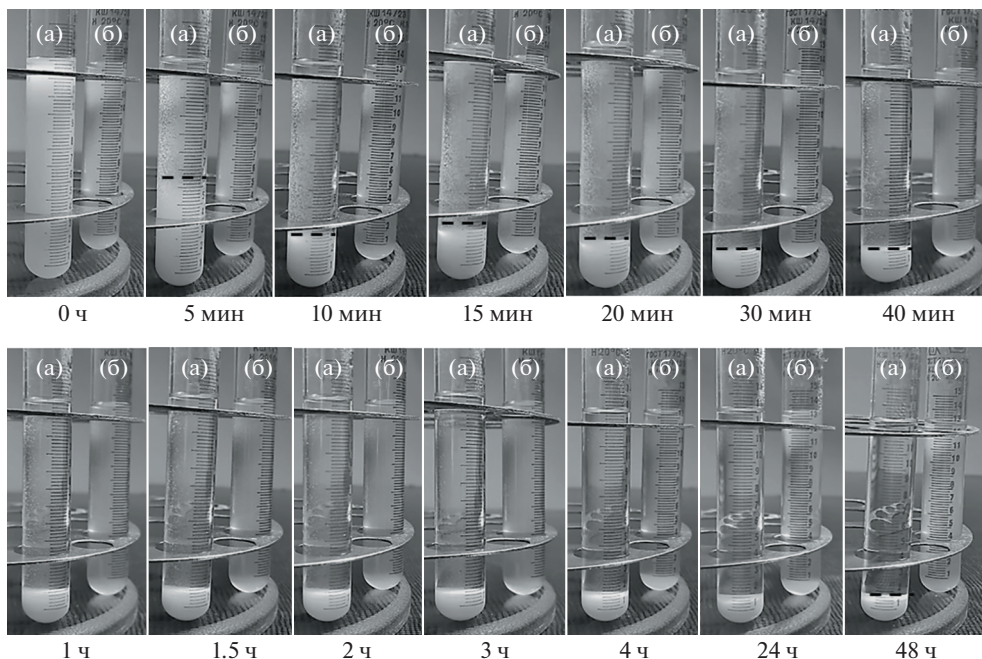 (а) (б) (а) (б) (а) (б) (а) (б) (а) (б) (а) (б) (а) (б)
0 ч 5 мин 10 мин 15 мин 20 мин 30 мин 40 мин
(а) (б) (а) (б) (а) (б) (а) (б) (а) (б) (а) (б) (а) (б)
1 ч 1.5 ч 2 ч 3 ч 4 ч 24 ч 48 ч